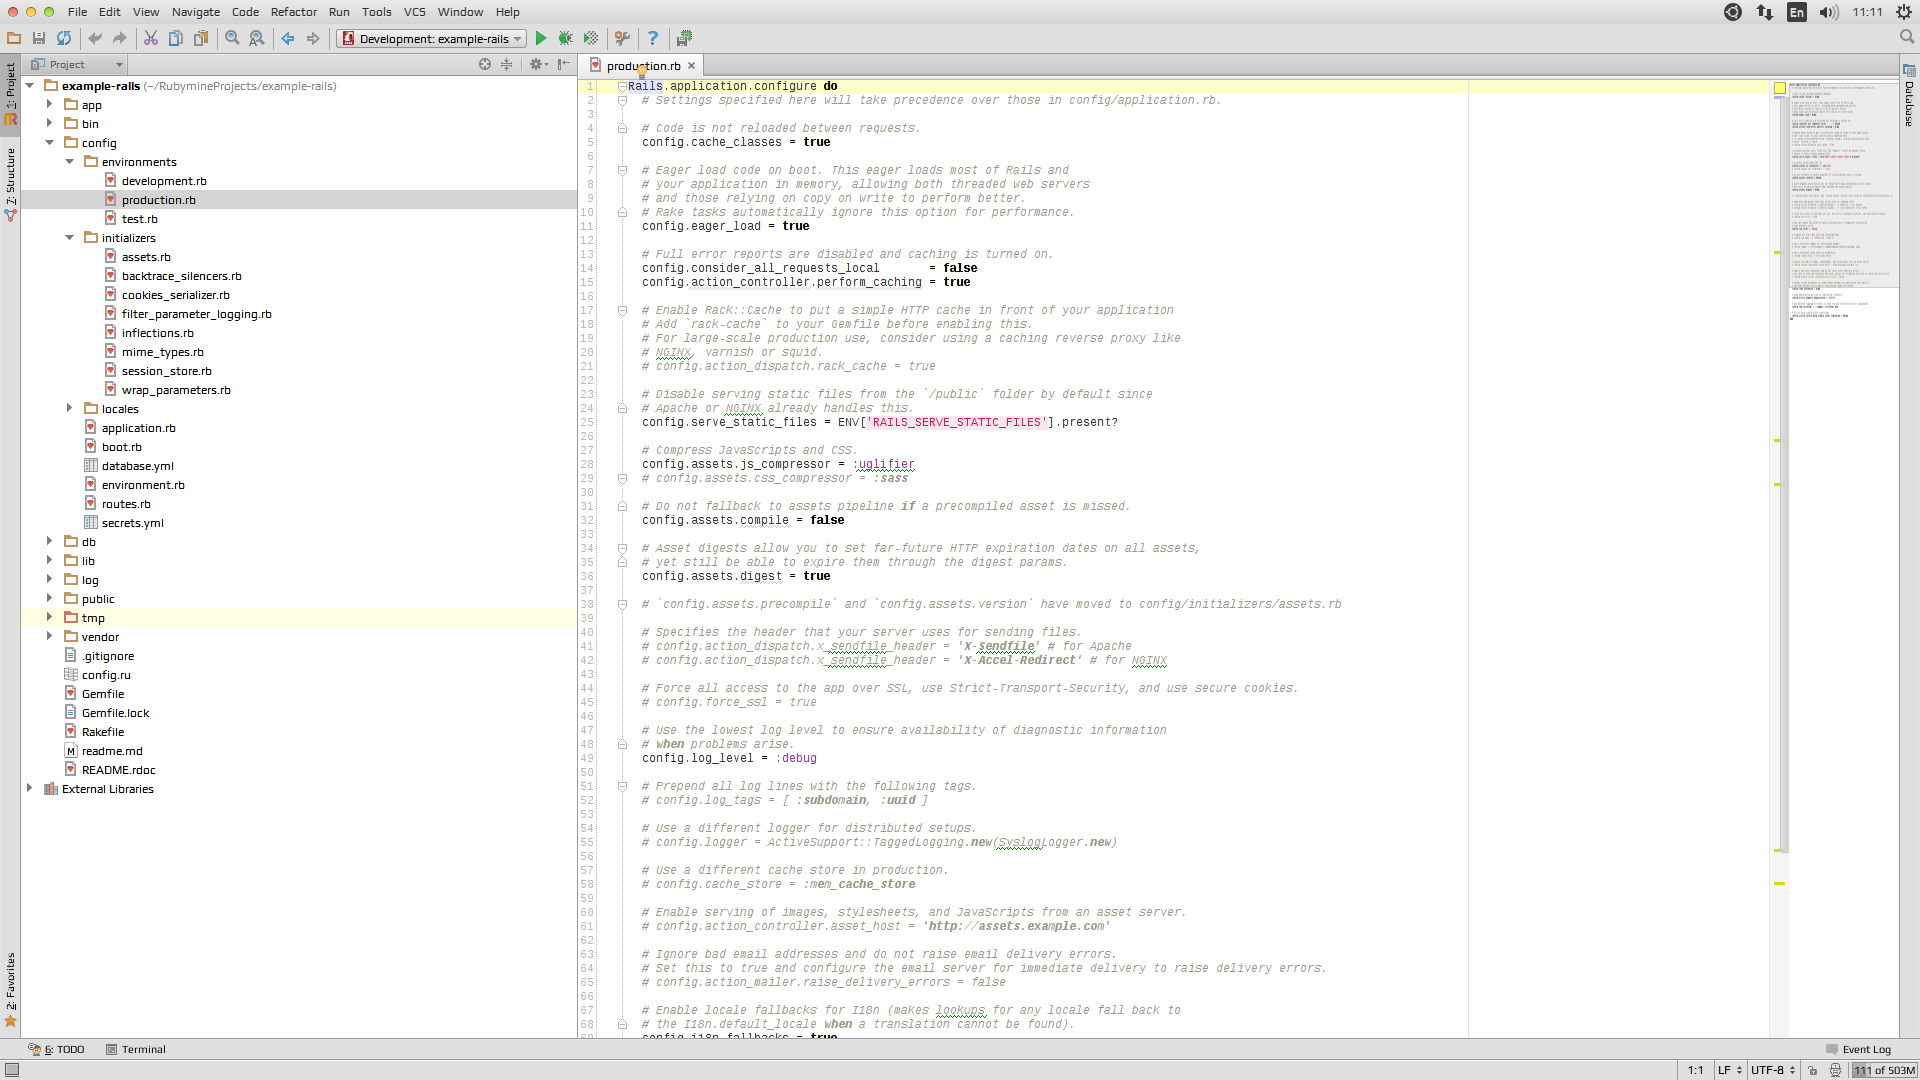 File Edit View Navigate Code Refactor Run Tools VCS Window Help
En 11:11
Development: example-rails
Project production.rb
1: Project
7: Structure
2: Favorites
Database
example-rails (~/RubymineProjects/example-rails)
app
bin
config
environments
development.rb
production.rb
test.rb
initializers
assets.rb
backtrace_silencers.rb
cookies_serializer.rb
filter_parameter_logging.rb
inflections.rb
mime_types.rb
session_store.rb
wrap_parameters.rb
locales
application.rb
boot.rb
database.yml
environment.rb
routes.rb
secrets.yml
db
lib
log
public
tmp
vendor
.gitignore
config.ru
Gemfile
Gemfile.lock
Rakefile
readme.md
README.rdoc
External Libraries
1 Rails.application.configure do
2 # Settings specified here will take precedence over those in config/application.rb.
3
4 # Code is not reloaded between requests.
5 config.cache_classes = true
6
7 # Eager load code on boot. This eager loads most of Rails and
8 # your application in memory, allowing both threaded web servers
9 # and those relying on copy on write to perform better.
10 # Rake tasks automatically ignore this option for performance.
11 config.eager_load = true
12
13 # Full error reports are disabled and caching is turned on.
14 config.consider_all_requests_local = false
15 config.action_controller.perform_caching = true
16
17 # Enable Rack::Cache to put a simple HTTP cache in front of your application
18 # Add `rack-cache` to your Gemfile before enabling this.
19 # For large-scale production use, consider using a caching reverse proxy like
20 # NGINX, varnish or squid.
21 # config.action_dispatch.rack_cache = true
22
23 # Disable serving static files from the `/public` folder by default since
24 # Apache or NGINX already handles this.
25 config.serve_static_files = ENV['RAILS_SERVE_STATIC_FILES'].present?
26
27 # Compress JavaScripts and CSS.
28 config.assets.js_compressor = :uglifier
29 # config.assets.css_compressor = :sass
30
31 # Do not fallback to assets pipeline if a precompiled asset is missed.
32 config.assets.compile = false
33
34 # Asset digests allow you to set far-future HTTP expiration dates on all assets,
35 # yet still be able to expire them through the digest params.
36 config.assets.digest = true
37
38 # `config.assets.precompile` and `config.assets.version` have moved to config/initializers/assets.rb
39
40 # Specifies the header that your server uses for sending files.
41 # config.action_dispatch.x_sendfile_header = 'X-Sendfile' # for Apache
42 # config.action_dispatch.x_sendfile_header = 'X-Accel-Redirect' # for NGINX
43
44 # Force all access to the app over SSL, use Strict-Transport-Security, and use secure cookies.
45 # config.force_ssl = true
46
47 # Use the lowest log level to ensure availability of diagnostic information
48 # when problems arise.
49 config.log_level = :debug
50
51 # Prepend all log lines with the following tags.
52 # config.log_tags = [ :subdomain, :uuid ]
53
54 # Use a different logger for distributed setups.
55 # config.logger = ActiveSupport::TaggedLogging.new(SyslogLogger.new)
56
57 # Use a different cache store in production.
58 # config.cache_store = :mem_cache_store
59
60 # Enable serving of images, stylesheets, and JavaScripts from an asset server.
61 # config.action_controller.asset_host = 'http://assets.example.com'
62
63 # Ignore bad email addresses and do not raise email delivery errors.
64 # Set this to true and configure the email server for immediate delivery to raise delivery errors.
65 # config.action_mailer.raise_delivery_errors = false
66
67 # Enable locale fallbacks for I18n (makes lookups for any locale fall back to
68 # the I18n.default_locale when a translation cannot be found).
69 config.i18n.fallbacks = true
6: TODO Terminal Event Log
1:1 LF UTF-8 111 of 503M